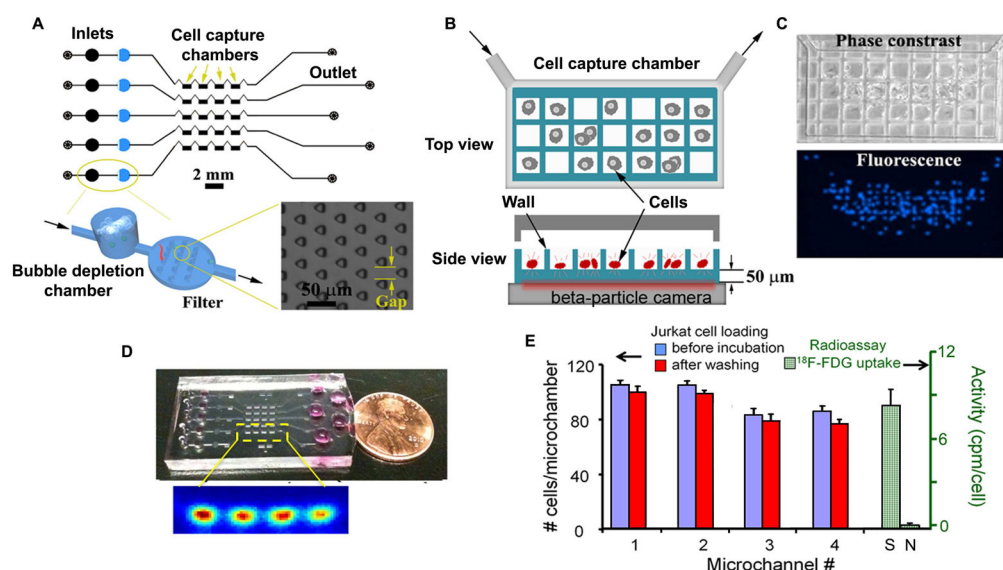 A
Inlets
Cell capture
chambers
Outlet
2 mm
Bubble depletion
chamber
Filter
50 μm
Gap
B
Cell capture chamber
Top view
Wall
Cells
Side view
50 μm
beta-particle camera
C
Phase constrast
Fluorescence
D
E
Jurkat cell loading
before incubation
after washing
Radioassay
18F-FDG uptake
# cells/microchamber
120
80
40
0
Activity (cpm/cell)
12
6
0
1 2 3 4 S N
Microchannel #